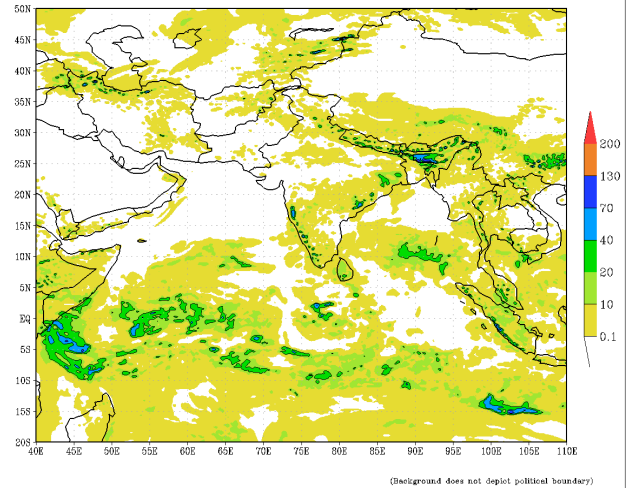 50N
45N
40N
35N
30N
25N
20N
15N
10N
5N
EQ
5S
10S
15S
20S
40E 45E 50E 55E 60E 65E 70E 75E 80E 85E 90E 95E 100E 105E 110E
200
130
70
40
20
10
0.1
(Background does not depict political boundary)